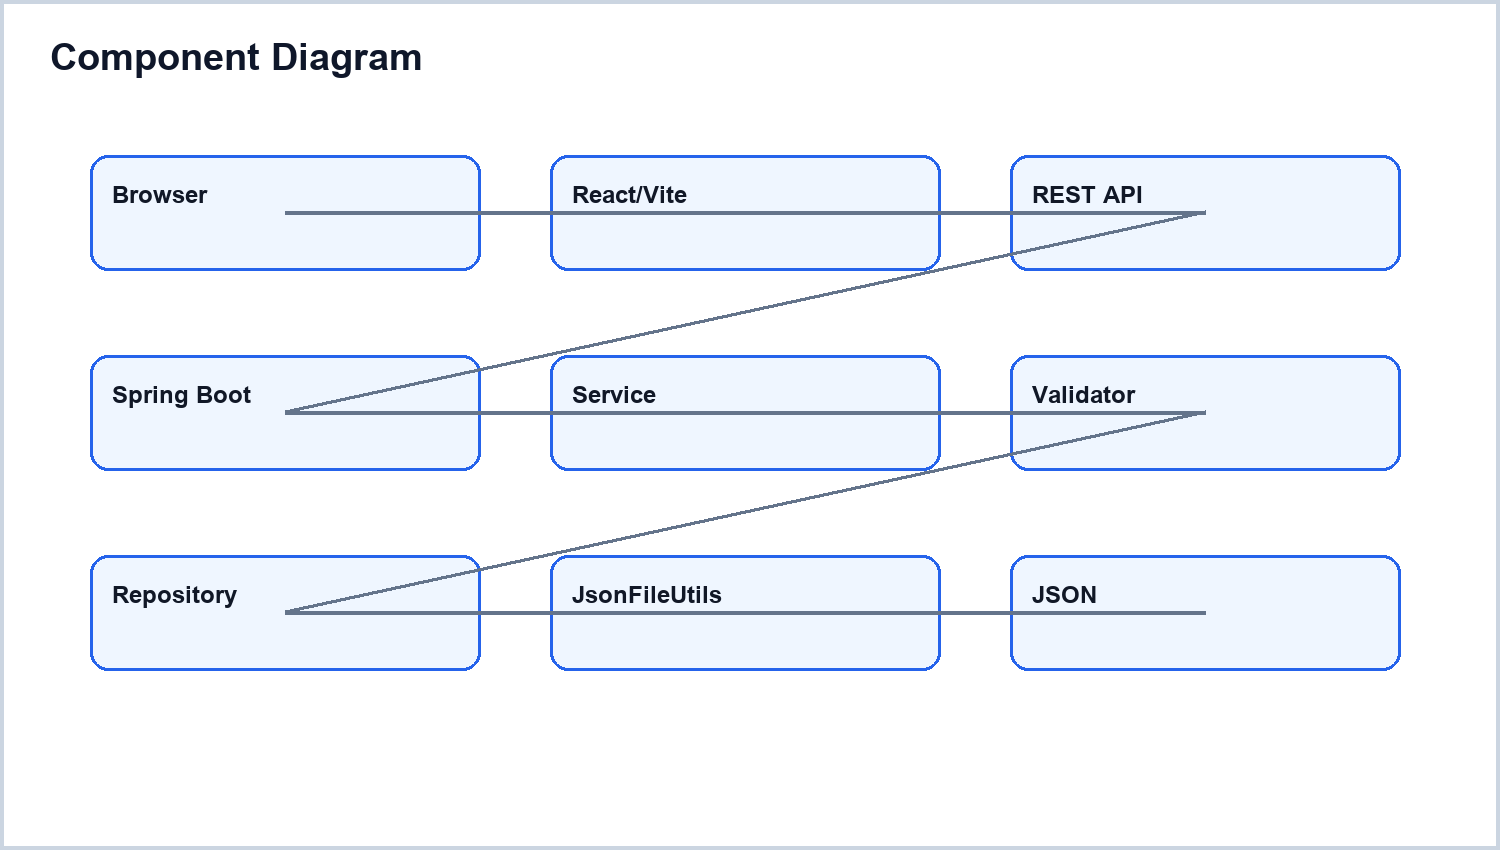 Component Diagram
Browser
React/Vite
REST API
Spring Boot
Service
Validator
Repository
JsonFileUtils
JSON